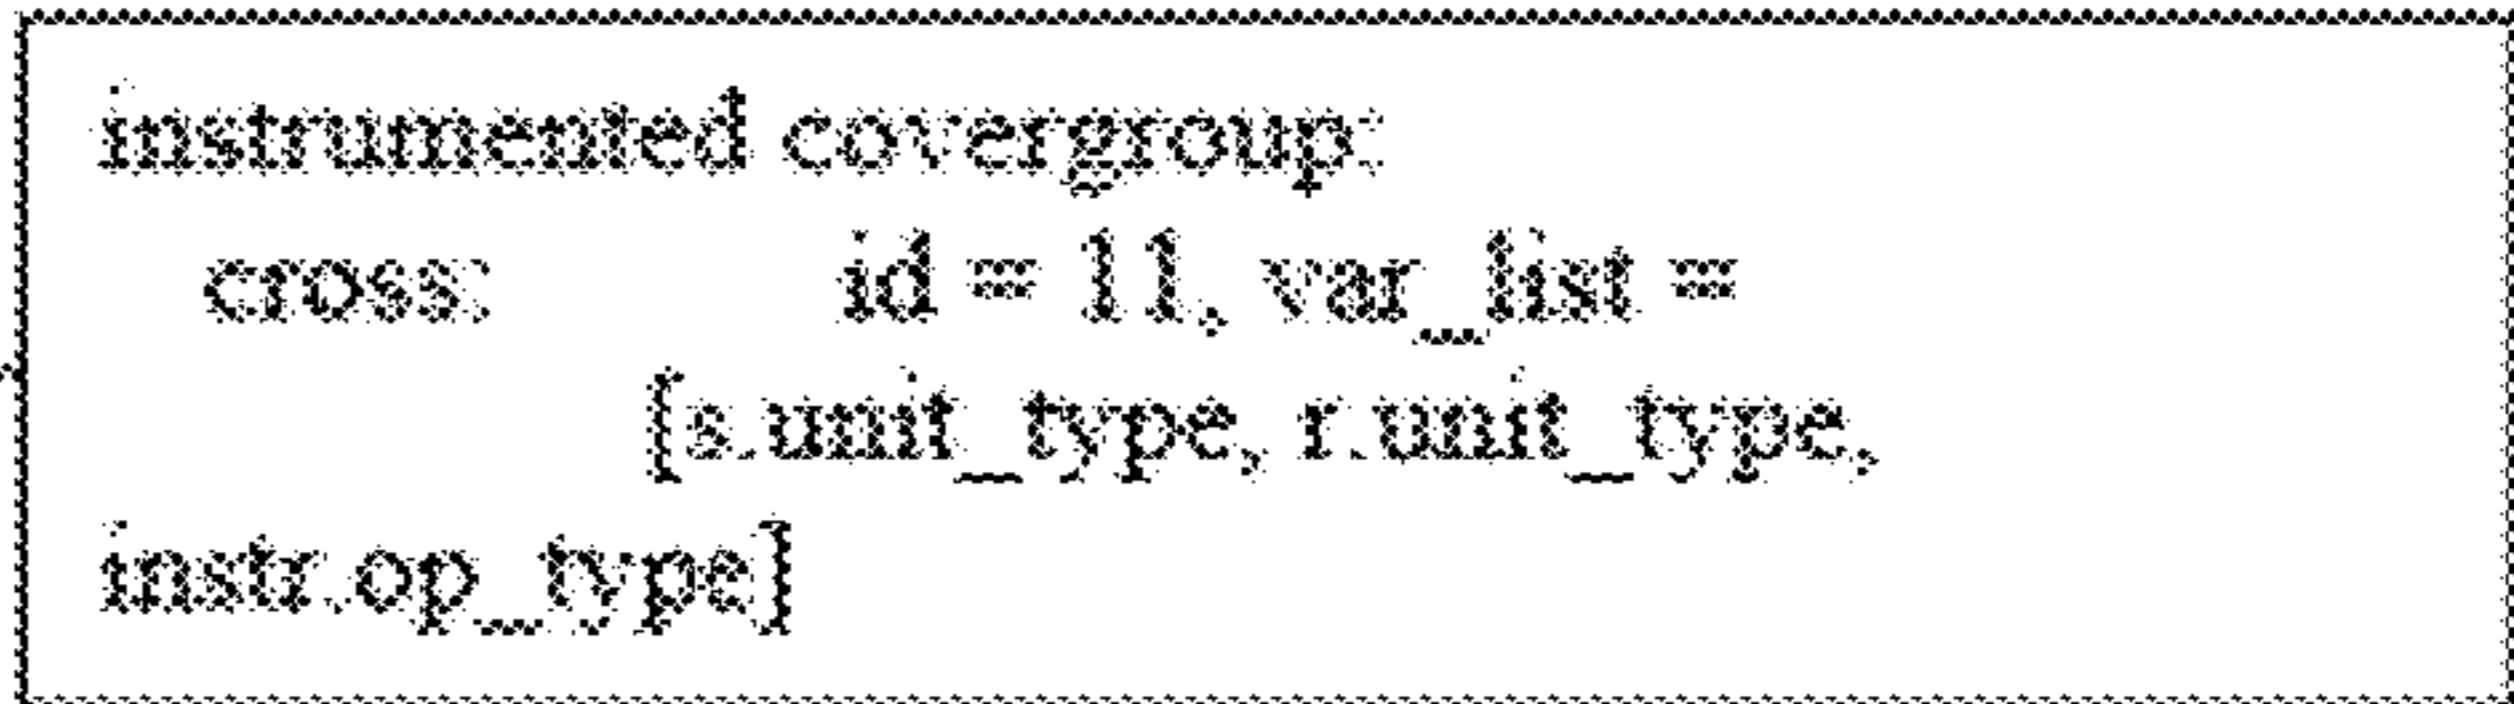 instrumented covergroup:
cross: id = 11, var_list =
[s.unit_type, r.unit_type,
instr.op_type]